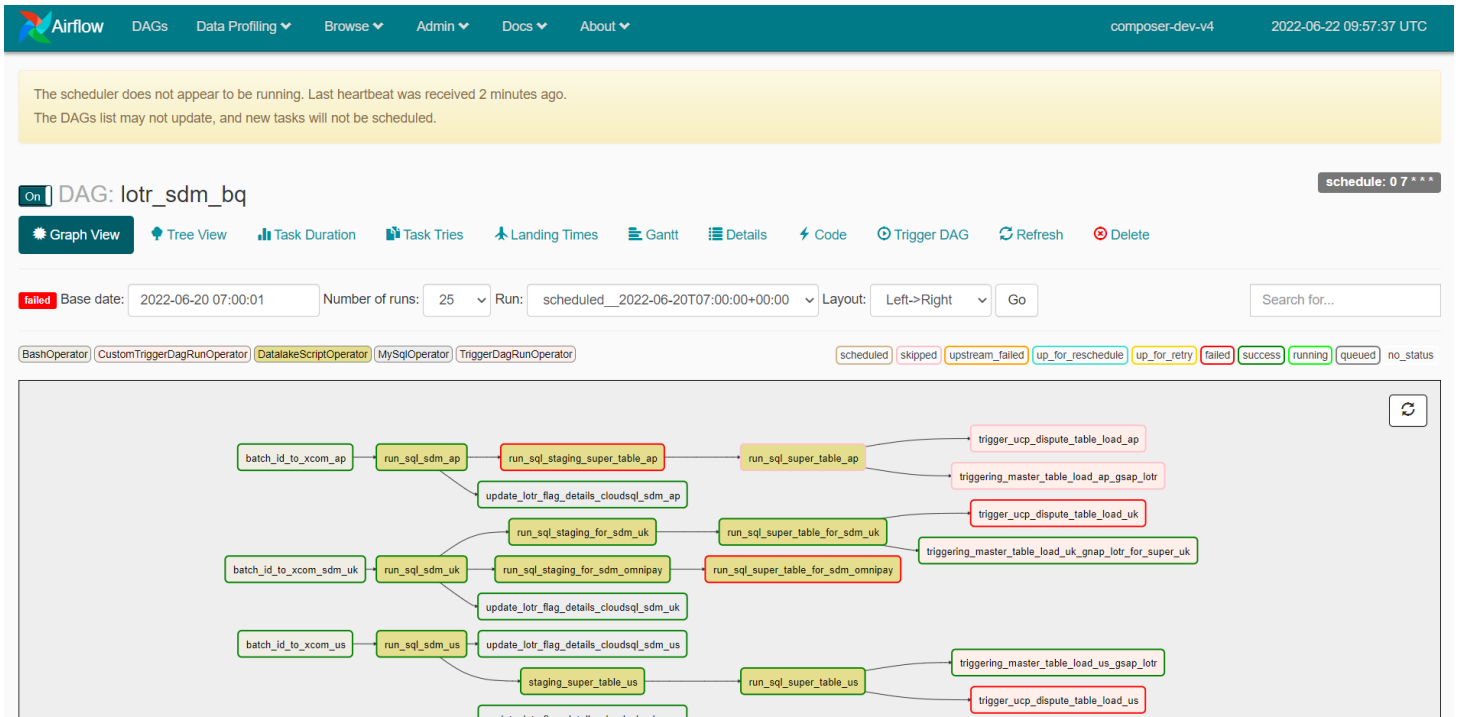 Airflow DAGs Data Profiling Browse Admin Docs About composer-dev-v4 2022-06-22 09:57:37 UTC
The scheduler does not appear to be running. Last heartbeat was received 2 minutes ago.
The DAGs list may not update, and new tasks will not be scheduled.
schedule: 0 7 * * *
On DAG: lotr_sdm_bq
Graph View Tree View Task Duration Task Tries Landing Times Gantt Details Code Trigger DAG Refresh Delete
failed Base date: 2022-06-20 07:00:01 Number of runs: 25 Run: scheduled__2022-06-20T07:00:00+00:00 Layout: Left->Right Go Search for...
BashOperator CustomTriggerDagRunOperator DatalakeScriptOperator MySqlOperator TriggerDagRunOperator scheduled skipped upstream_failed up_for_reschedule up_for_retry failed success running queued no_status
trigger_ucp_dispute_table_load_ap
batch_id_to_xcom_ap run_sql_sdm_ap run_sql_staging_super_table_ap run_sql_super_table_ap
triggering_master_table_load_ap_gsap_lotr
update_lotr_flag_details_cloudsql_sdm_ap
trigger_ucp_dispute_table_load_uk
run_sql_staging_for_sdm_uk run_sql_super_table_for_sdm_uk
triggering_master_table_load_uk_gnap_lotr_for_super_uk
batch_id_to_xcom_sdm_uk run_sql_sdm_uk run_sql_staging_for_sdm_omnipay run_sql_super_table_for_sdm_omnipay
update_lotr_flag_details_cloudsql_sdm_uk
batch_id_to_xcom_us run_sql_sdm_us update_lotr_flag_details_cloudsql_sdm_us
triggering_master_table_load_us_gsap_lotr
staging_super_table_us run_sql_super_table_us
trigger_ucp_dispute_table_load_us